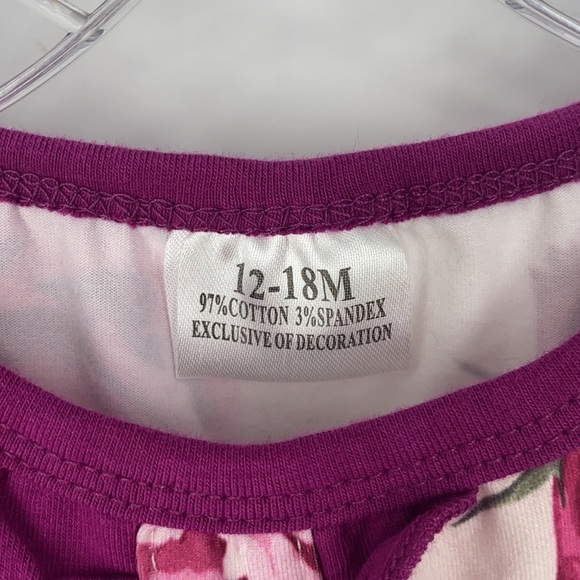 12-18M
97%COTTON 3%SPANDEX
EXCLUSIVE OF DECORATION